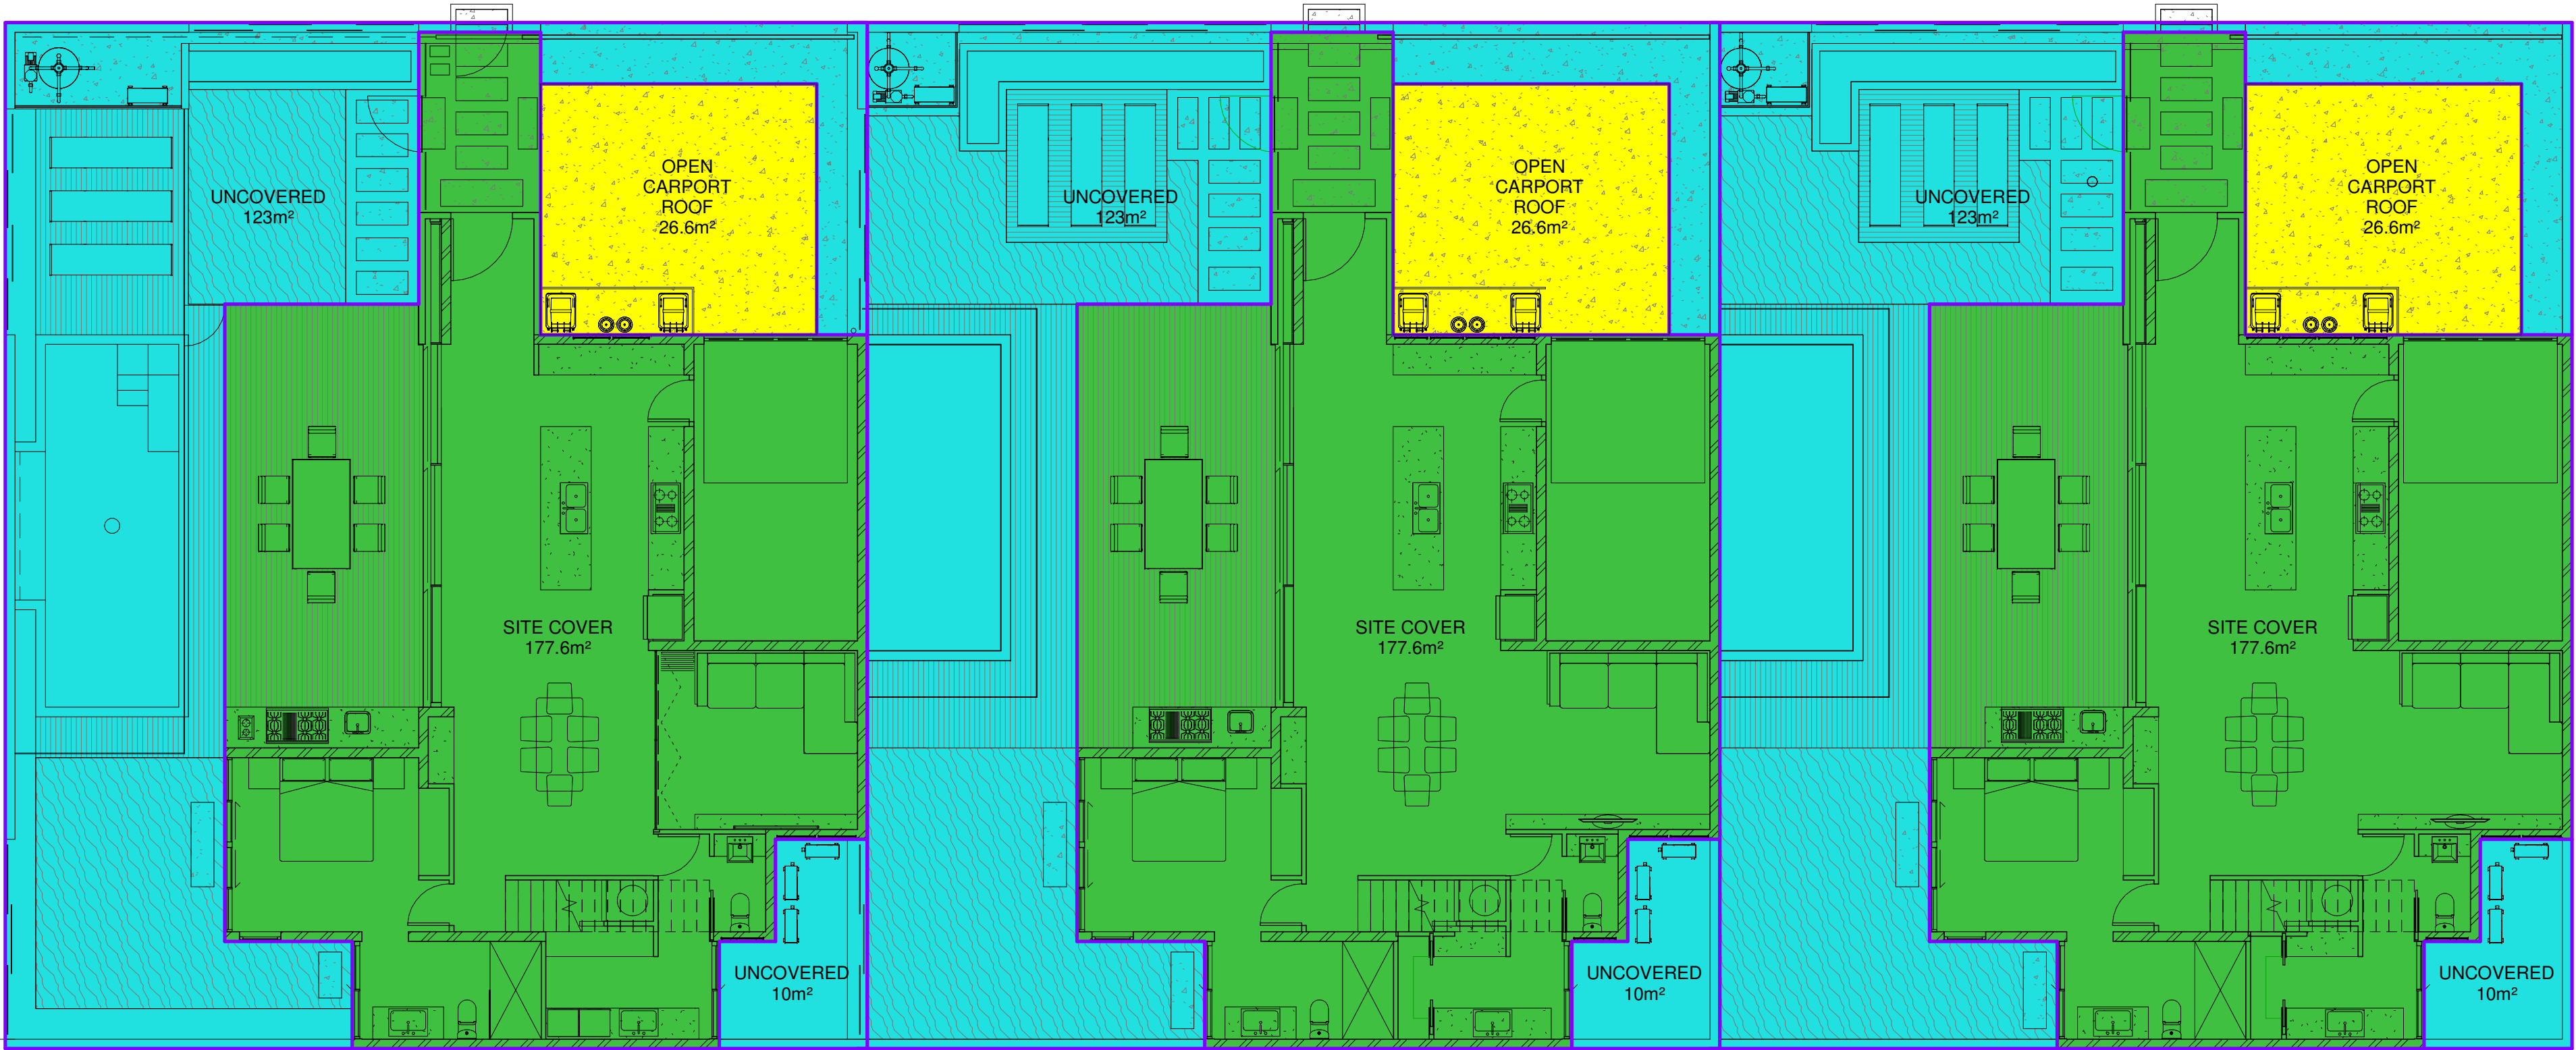 UNCOVERED
123m²
OPEN
CARPORT
ROOF
26.6m²
UNCOVERED
123m²
OPEN
CARPORT
ROOF
26.6m²
UNCOVERED
123m²
OPEN
CARPORT
ROOF
26.6m²
SITE COVER
177.6m²
SITE COVER
177.6m²
SITE COVER
177.6m²
UNCOVERED
10m²
UNCOVERED
10m²
UNCOVERED
10m²